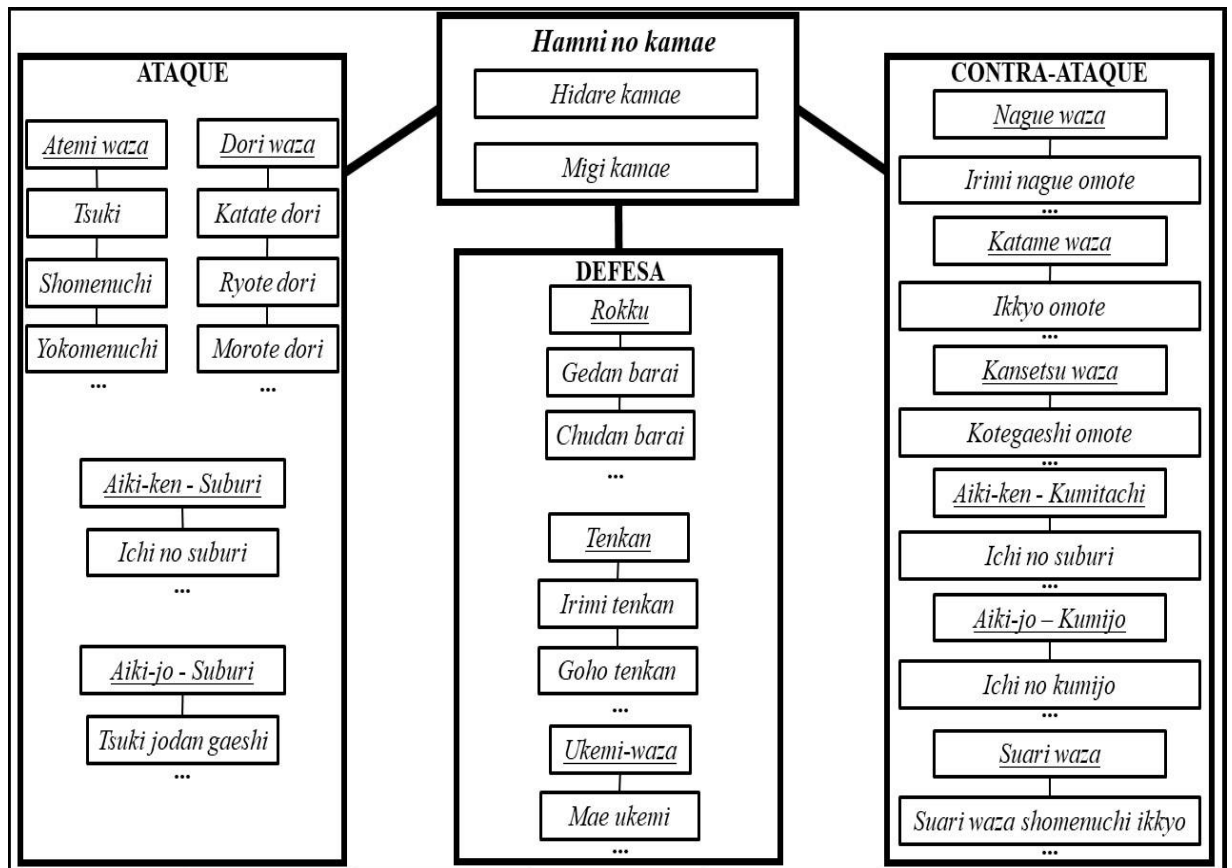 Hamni no kamae
Hidare kamae
Migi kamae
ATAQUE
Atemi waza
Tsuki
Shomenuchi
Yokomenuchi
...
Dori waza
Katate dori
Ryote dori
Morote dori
...
Aiki-ken - Suburi
Ichi no suburi
...
Aiki-jo - Suburi
Tsuki jodan gaeshi
...
DEFESA
Rokku
Gedan barai
Chudan barai
...
Tenkan
Irimi tenkan
Goho tenkan
...
Ukemi-waza
Mae ukemi
...
CONTRA-ATAQUE
Nague waza
Irimi nague omote
...
Katame waza
Ikkyo omote
...
Kansetsu waza
Kotegaeshi omote
...
Aiki-ken - Kumitachi
Ichi no suburi
...
Aiki-jo – Kumijo
Ichi no kumijo
...
Suari waza
Suari waza shomenuchi ikkyo
...